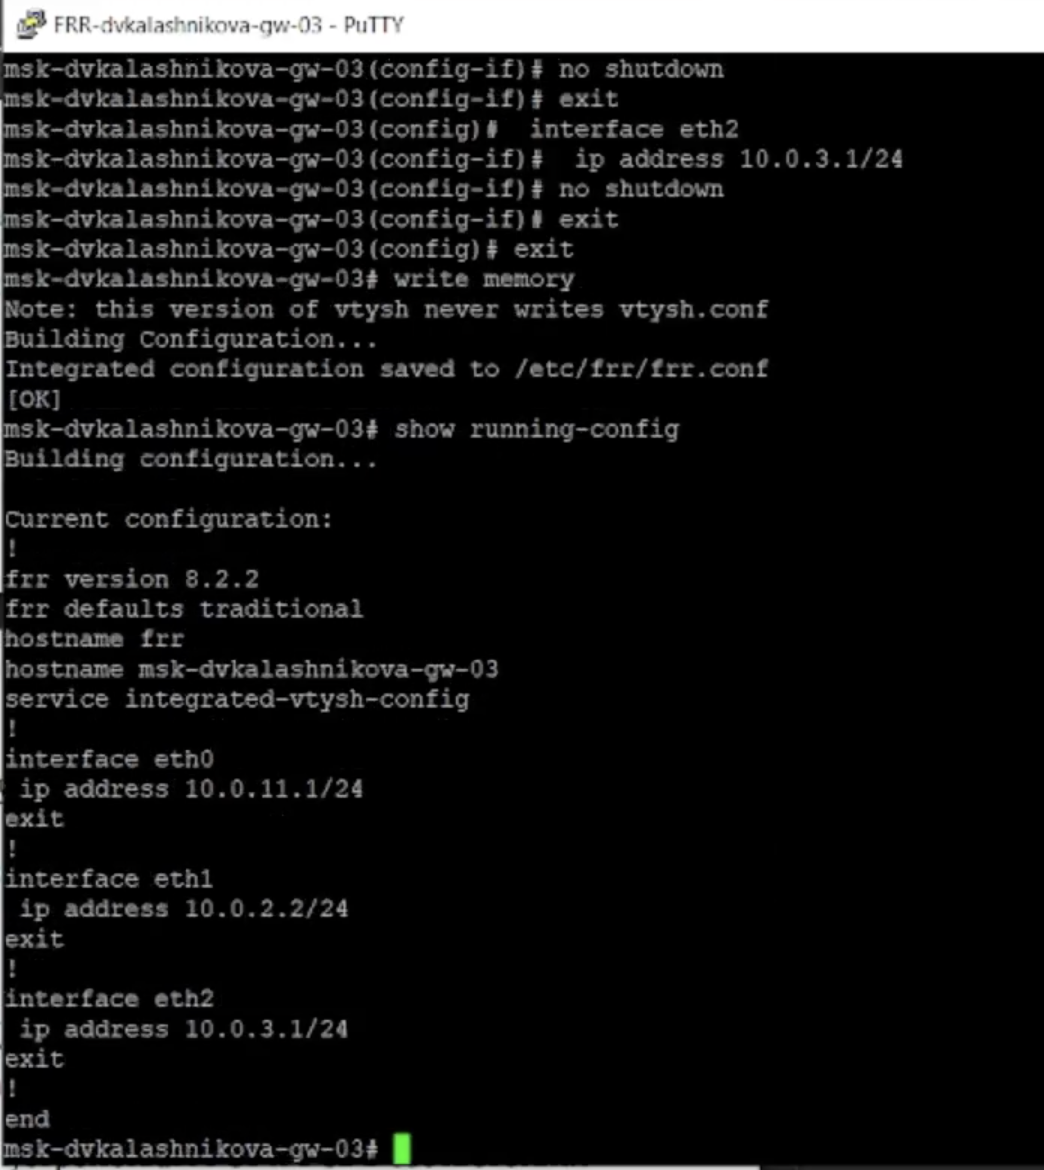 FRR-dvkalashnikova-gw-03 - PuTTY
msk-dvkalashnikova-gw-03(config-if)# no shutdown
msk-dvkalashnikova-gw-03(config-if)# exit
msk-dvkalashnikova-gw-03(config)#  interface eth2
msk-dvkalashnikova-gw-03(config-if)#  ip address 10.0.3.1/24
msk-dvkalashnikova-gw-03(config-if)# no shutdown
msk-dvkalashnikova-gw-03(config-if)# exit
msk-dvkalashnikova-gw-03(config)# exit
msk-dvkalashnikova-gw-03# write memory
Note: this version of vtysh never writes vtysh.conf
Building Configuration...
Integrated configuration saved to /etc/frr/frr.conf
[OK]
msk-dvkalashnikova-gw-03# show running-config
Building configuration...
Current configuration:
!
frr version 8.2.2
frr defaults traditional
hostname frr
hostname msk-dvkalashnikova-gw-03
service integrated-vtysh-config
!
interface eth0
 ip address 10.0.11.1/24
exit
!
interface eth1
 ip address 10.0.2.2/24
exit
!
interface eth2
 ip address 10.0.3.1/24
exit
!
end
msk-dvkalashnikova-gw-03#